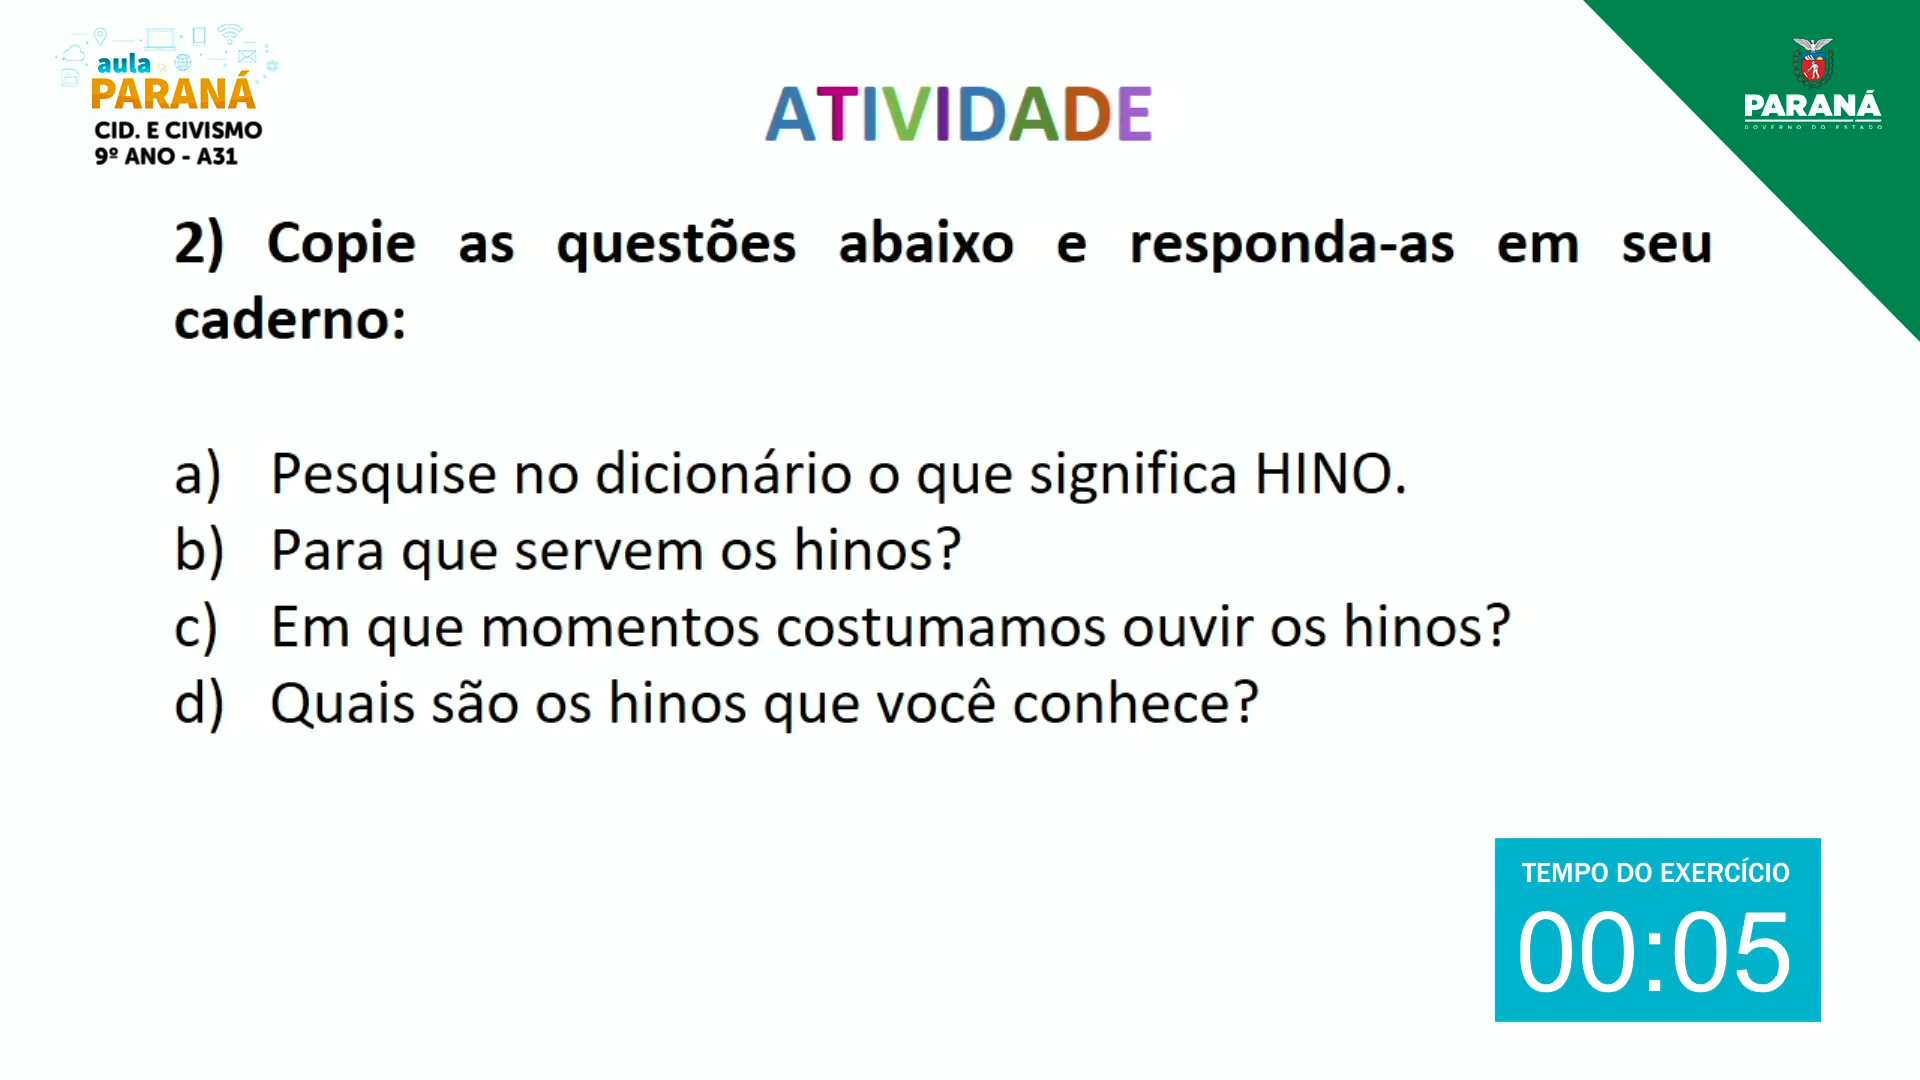 aula
PARANÁ
CID. E CIVISMO
9º ANO - A31
ATIVIDADE
PARANÁ
GOVERNO DO ESTADO
2) Copie as questões abaixo e responda-as em seu
caderno:
a) Pesquise no dicionário o que significa HINO.
b) Para que servem os hinos?
c) Em que momentos costumamos ouvir os hinos?
d) Quais são os hinos que você conhece?
TEMPO DO EXERCÍCIO
00:05